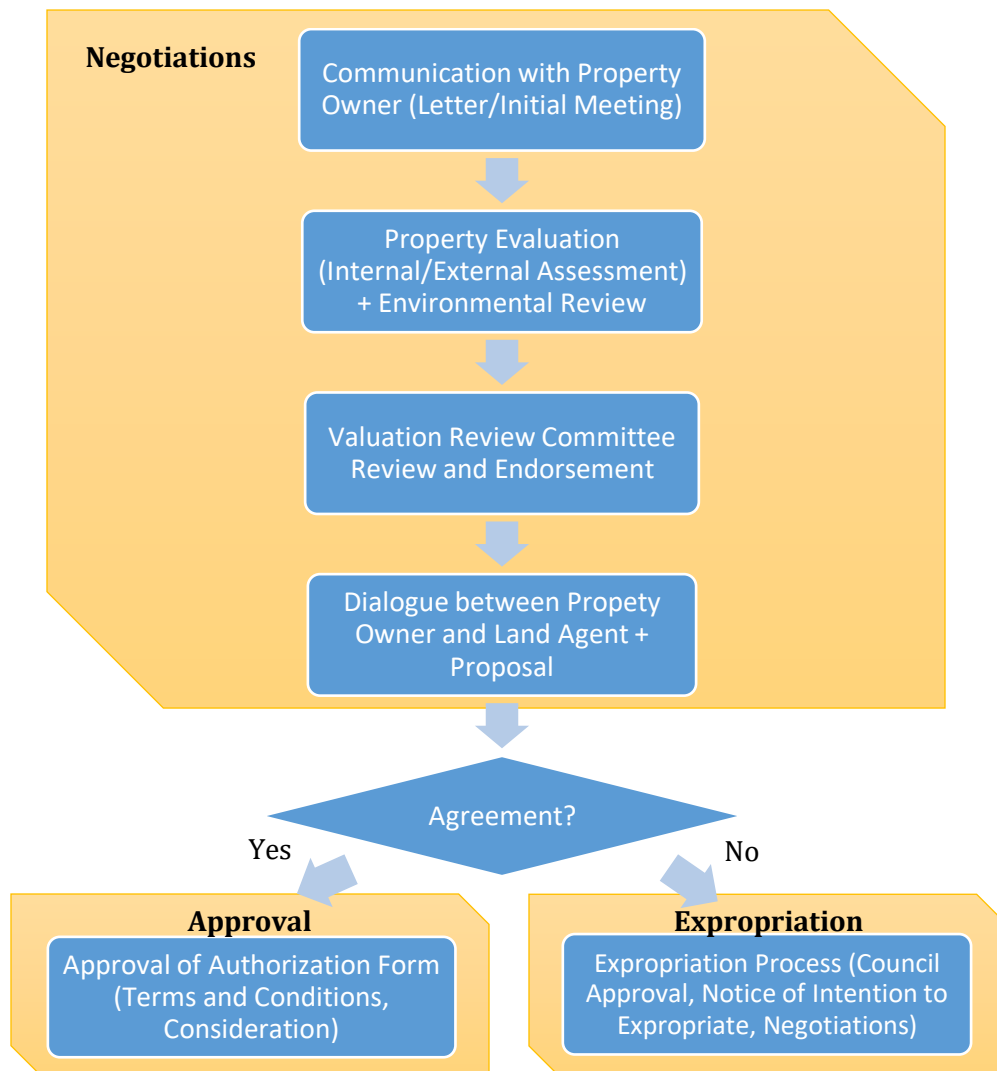 Negotiations
Communication with Property
Owner (Letter/Initial Meeting)
Property Evaluation
(Internal/External Assessment)
+ Environmental Review
Valuation Review Committee
Review and Endorsement
Dialogue between Propety
Owner and Land Agent +
Proposal
Agreement?
Yes
No
Approval
Approval of Authorization Form
(Terms and Conditions,
Consideration)
Expropriation
Expropriation Process (Council
Approval, Notice of Intention to
Expropriate, Negotiations)